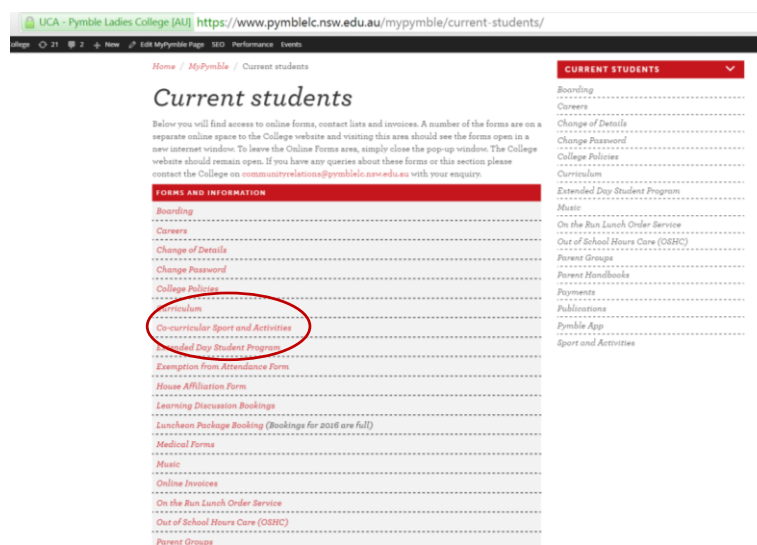 UCA - Pymble Ladies College [AU] https://www.pymblelc.nsw.edu.au/mypymble/current-students/
ollege 21 2 + New Edit MyPymble Page SEO Performance Events
Home / MyPymble / Current students
Current students
Below you will find access to online forms, contact lists and invoices. A number of the forms are on a
separate online space to the College website and visiting this area should see the forms open in a
new internet window. To leave the Online Forms area, simply close the pop-up window. The College
website should remain open. If you have any queries about these forms or this section please
contact the College on communityrelations@pymblelc.nsw.edu.au with your enquiry.
FORMS AND INFORMATION
Boarding
Careers
Change of Details
Change Password
College Policies
Curriculum
Co-curricular Sport and Activities
Extended Day Student Program
Exemption from Attendance Form
House Affiliation Form
Learning Discussion Bookings
Luncheon Package Booking (Bookings for 2016 are full)
Medical Forms
Music
Online Invoices
On the Run Lunch Order Service
Out of School Hours Care (OSHC)
Parent Groups
CURRENT STUDENTS
Boarding
Careers
Change of Details
Change Password
College Policies
Curriculum
Extended Day Student Program
Music
On the Run Lunch Order Service
Out of School Hours Care (OSHC)
Parent Groups
Parent Handbooks
Payments
Publications
Pymble App
Sport and Activities